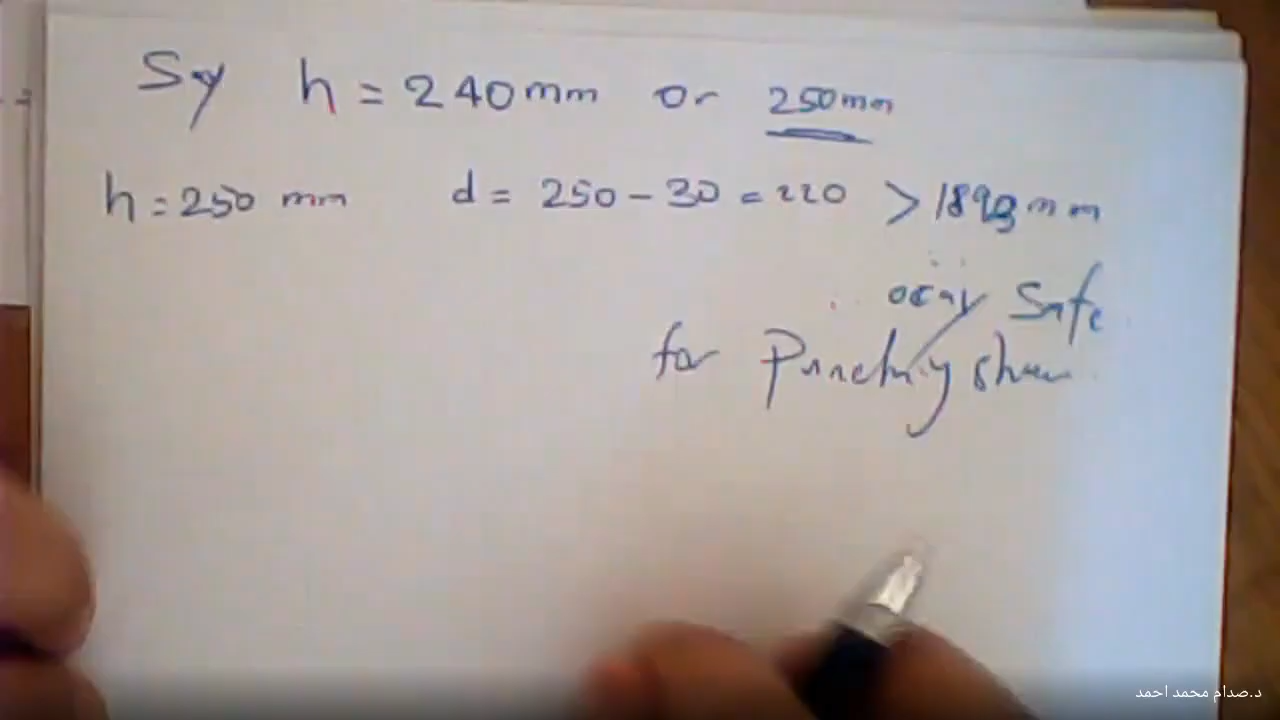 Say h = 240mm or 250mm
h = 250 mm d = 250 - 30 = 220 > 189 mm
okay Safe
for Punching shear
د.صدام محمد احمد